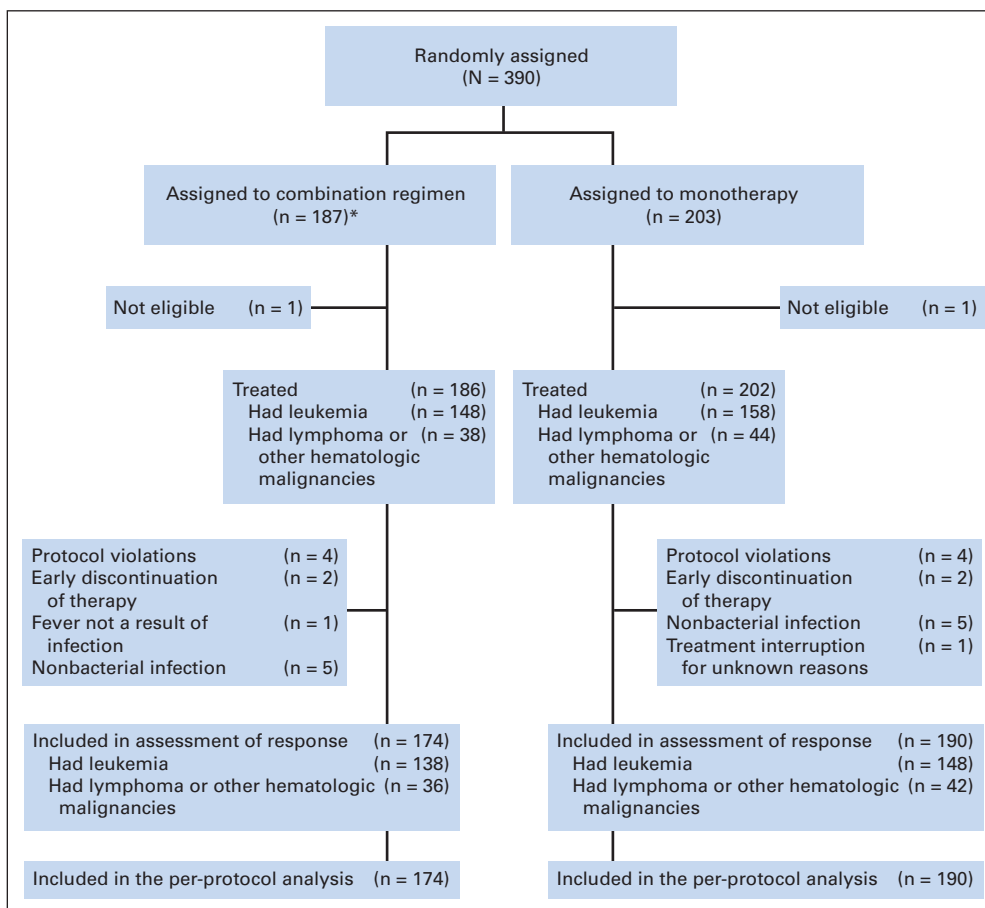 Randomly assigned
(N = 390)
Assigned to combination regimen
(n = 187)*
Assigned to monotherapy
(n = 203)
Not eligible (n = 1)
Not eligible (n = 1)
Treated (n = 186)
Had leukemia (n = 148)
Had lymphoma or (n = 38)
other hematologic
malignancies
Treated (n = 202)
Had leukemia (n = 158)
Had lymphoma or (n = 44)
other hematologic
malignancies
Protocol violations (n = 4)
Early discontinuation (n = 2)
of therapy
Fever not a result of (n = 1)
infection
Nonbacterial infection (n = 5)
Protocol violations (n = 4)
Early discontinuation (n = 2)
of therapy
Nonbacterial infection (n = 5)
Treatment interruption (n = 1)
for unknown reasons
Included in assessment of response (n = 174)
Had leukemia (n = 138)
Had lymphoma or other hematologic (n = 36)
malignancies
Included in assessment of response (n = 190)
Had leukemia (n = 148)
Had lymphoma or other hematologic (n = 42)
malignancies
Included in the per-protocol analysis (n = 174)
Included in the per-protocol analysis (n = 190)